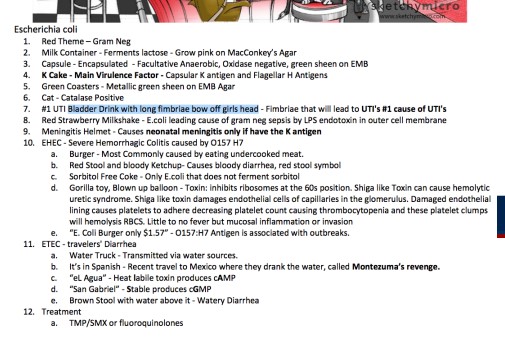 sketchymicro
www.sketchymicro.com
Escherichia coli
1. Red Theme – Gram Neg
2. Milk Container - Ferments lactose - Grow pink on MacConkey's Agar
3. Capsule - Encapsulated - Facultative Anaerobic, Oxidase negative, green sheen on EMB
4. K Cake - Main Virulence Factor - Capsular K antigen and Flagellar H Antigens
5. Green Coasters - Metallic green sheen on EMB Agar
6. Cat - Catalase Positive
7. #1 UTI Bladder Drink with long fimbriae bow off girls head - Fimbriae that will lead to UTI's #1 cause of UTI's
8. Red Strawberry Milkshake - E.coli leading cause of gram neg sepsis by LPS endotoxin in outer cell membrane
9. Meningitis Helmet - Causes neonatal meningitis only if have the K antigen
10. EHEC - Severe Hemorrhagic Colitis caused by O157 H7
a. Burger - Most Commonly caused by eating undercooked meat.
b. Red Stool and bloody Ketchup- Causes bloody diarrhea, red stool symbol
c. Sorbitol Free Coke - Only E.coli that does not ferment sorbitol
d. Gorilla toy, Blown up balloon - Toxin: inhibits ribosomes at the 60s position. Shiga like Toxin can cause hemolytic
uretic syndrome. Shiga like toxin damages endothelial cells of capillaries in the glomerulus. Damaged endothelial
lining causes platelets to adhere decreasing platelet count causing thrombocytopenia and these platelet clumps
will hemolysis RBCS. Little to no fever but mucosal inflammation or invasion
e. "E. Coli Burger only $1.57" - O157:H7 Antigen is associated with outbreaks.
11. ETEC - travelers' Diarrhea
a. Water Truck - Transmitted via water sources.
b. It's in Spanish - Recent travel to Mexico where they drank the water, called Montezuma's revenge.
c. "eL Agua" - Heat labile toxin produces cAMP
d. "San Gabriel" - Stable produces cGMP
e. Brown Stool with water above it - Watery Diarrhea
12. Treatment
a. TMP/SMX or fluoroquinolones